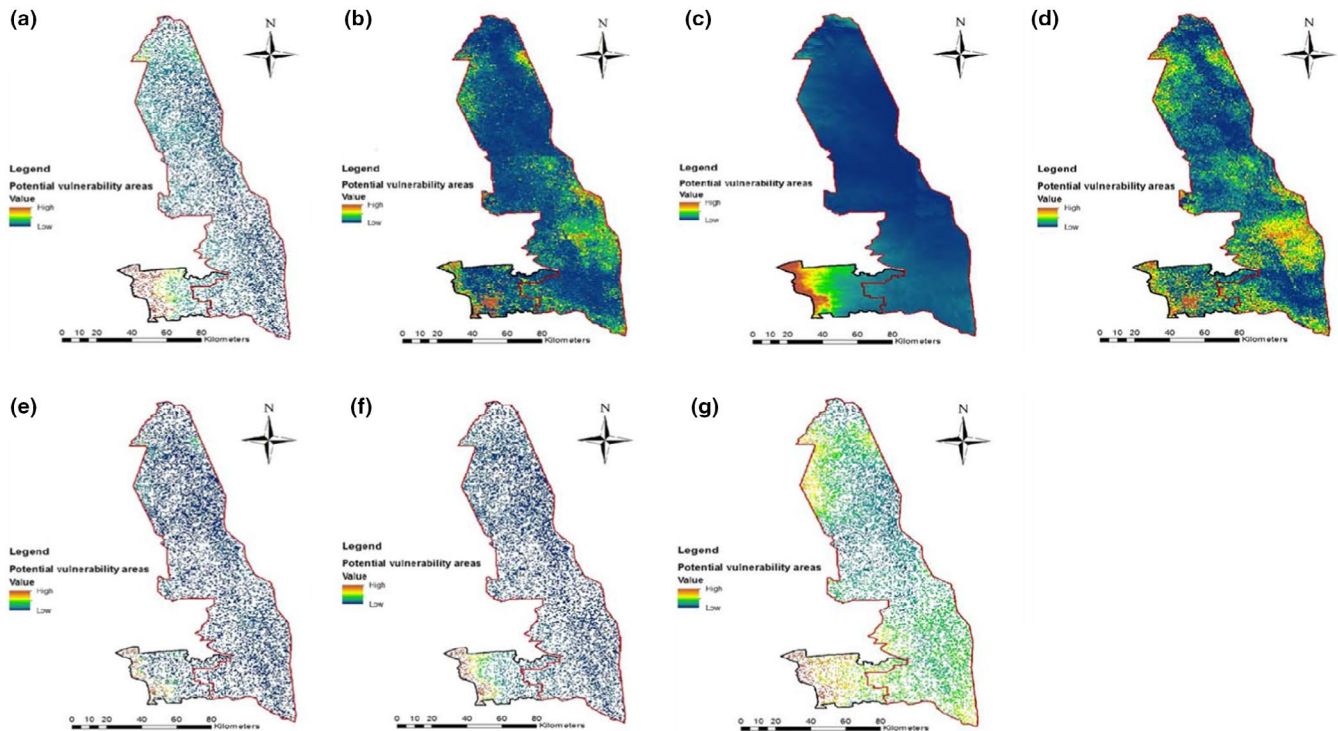 (a)
N
Legend
Potential vulnerability areas
Value
High
Low
0 10 20 40 60 80
Kilometers
(b)
N
Legend
Potential vulnerability areas
Value
High
Low
0 10 20 40 60 80
Kilometers
(c)
N
Legend
Potential vulnerability areas
Value
High
Low
0 10 20 40 60 80
Kilometers
(d)
N
Legend
Potential vulnerability areas
Value
High
Low
0 10 20 40 60 80
Kilometers
(e)
N
Legend
Potential vulnerability areas
Value
High
Low
0 10 20 40 60 80
Kilometers
(f)
N
Legend
Potential vulnerability areas
Value
High
Low
0 10 20 40 60 80
Kilometers
(g)
N
Legend
Potential vulnerability areas
Value
High
Low
0 10 20 40 60 80
Kilometers